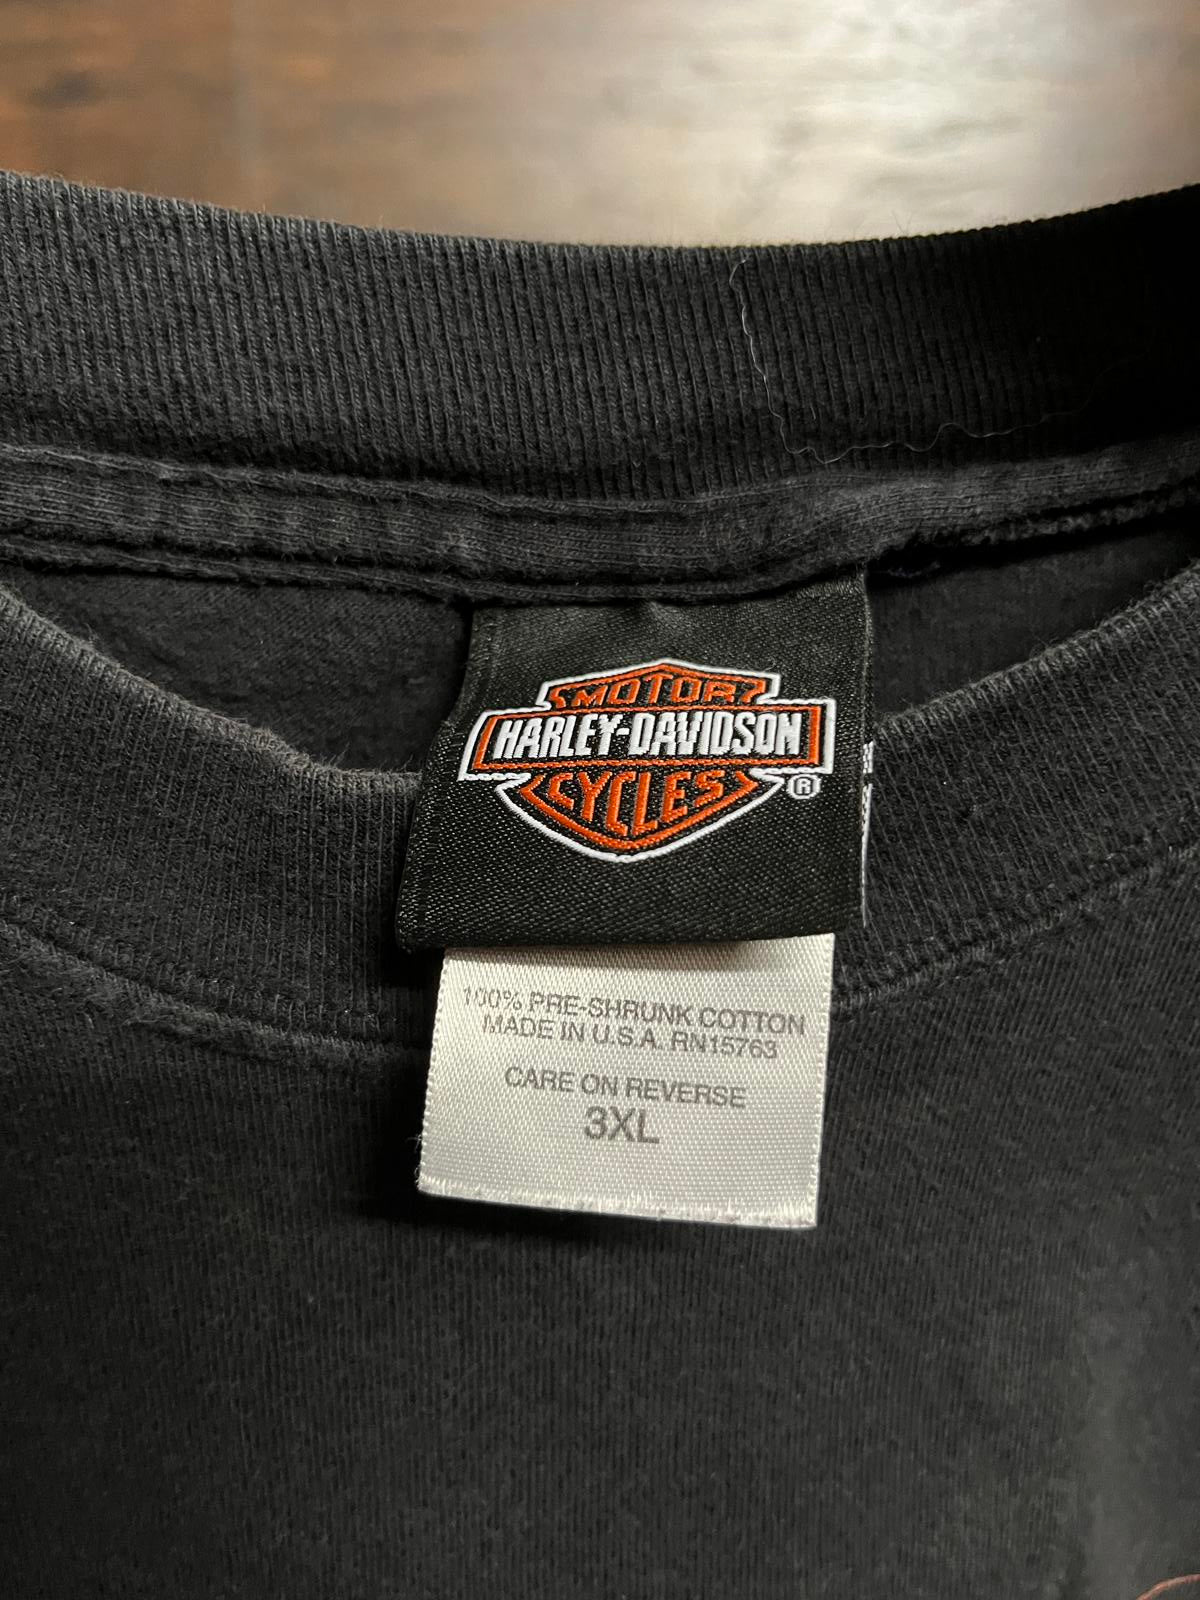 MOTOR
HARLEY-DAVIDSON
CYCLES
®
100% PRE-SHRUNK COTTON
MADE IN U.S.A. RN15763
CARE ON REVERSE
3XL